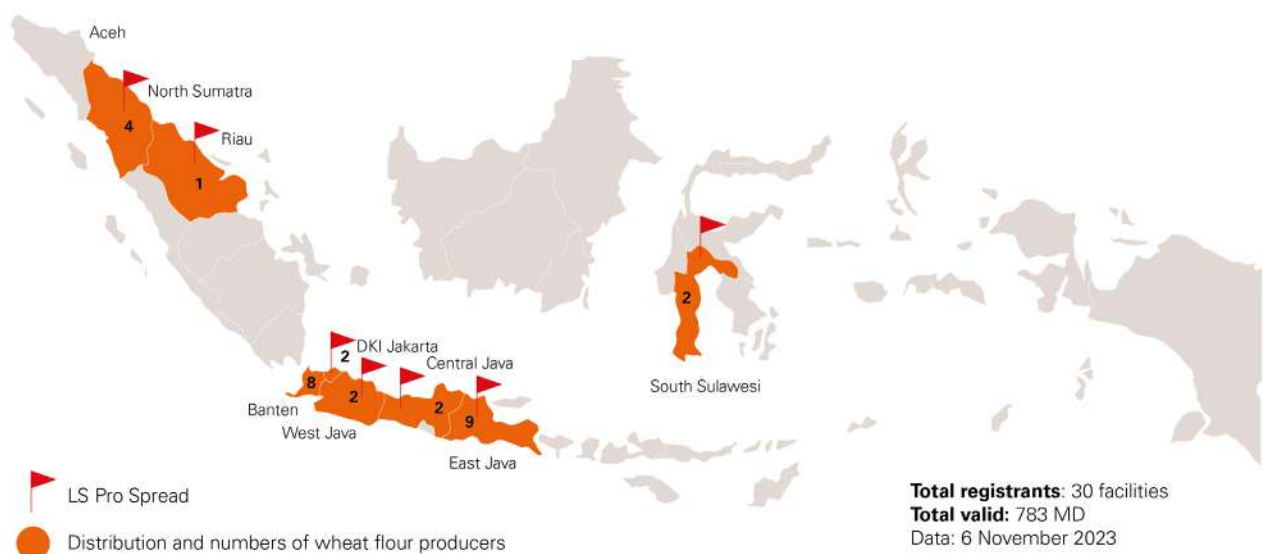 Aceh
North Sumatra
4
Riau
1
2
DKI Jakarta
Central Java
8
2
2
9
Banten
West Java
East Java
2
South Sulawesi
LS Pro Spread
Distribution and numbers of wheat flour producers
Total registrants: 30 facilities
Total valid: 783 MD
Data: 6 November 2023